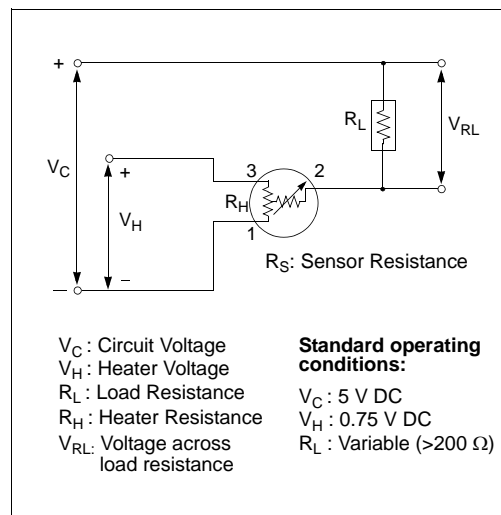 +
R_L
V_RL
V_C
+
3
2
V_H
R_H
1
R_S: Sensor Resistance
—
–
V_C : Circuit Voltage
V_H : Heater Voltage
R_L : Load Resistance
R_H : Heater Resistance
V_RL: Voltage across
load resistance
Standard operating
conditions:
V_C : 5 V DC
V_H : 0.75 V DC
R_L : Variable (>200 Ω)